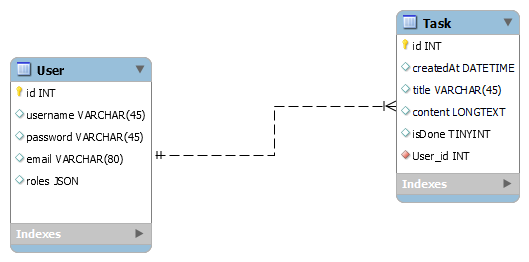 User
id INT
username VARCHAR(45)
password VARCHAR(45)
email VARCHAR(80)
roles JSON
Indexes
Task
id INT
createdAt DATETIME
title VARCHAR(45)
content LONGTEXT
isDone TINYINT
User_id INT
Indexes